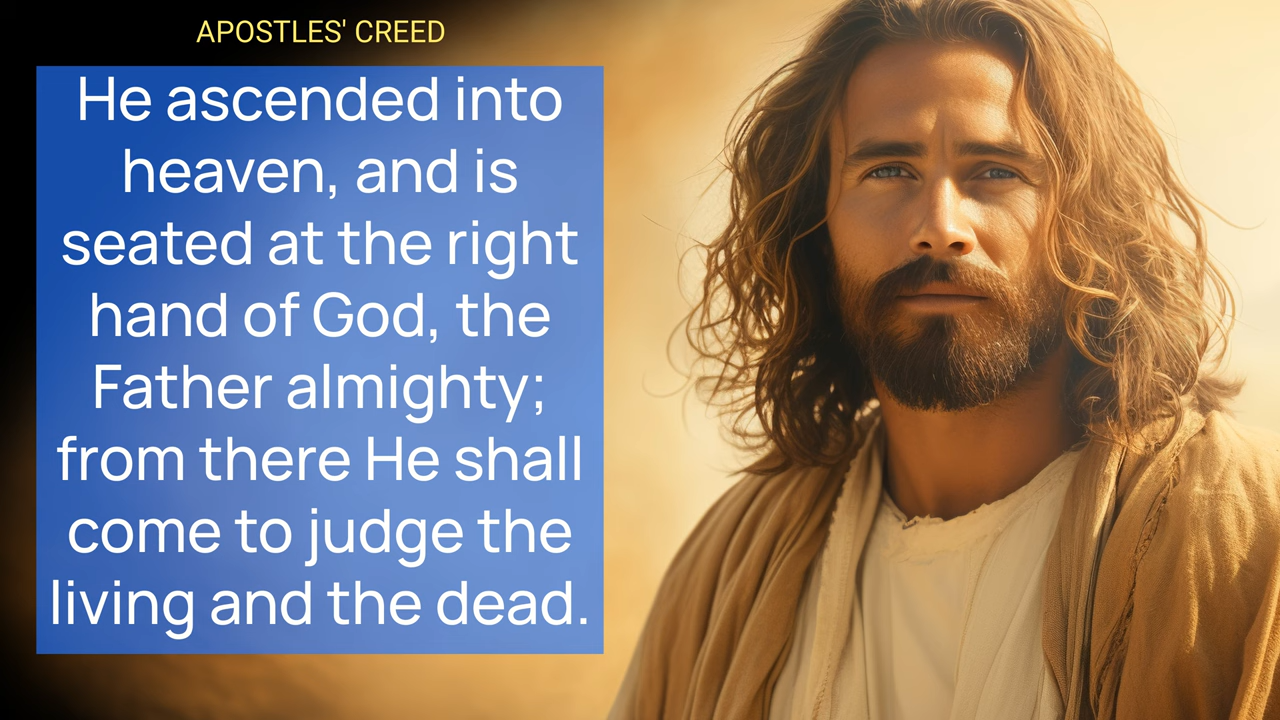 APOSTLES' CREED
He ascended into
heaven, and is
seated at the right
hand of God, the
Father almighty;
from there He shall
come to judge the
living and the dead.